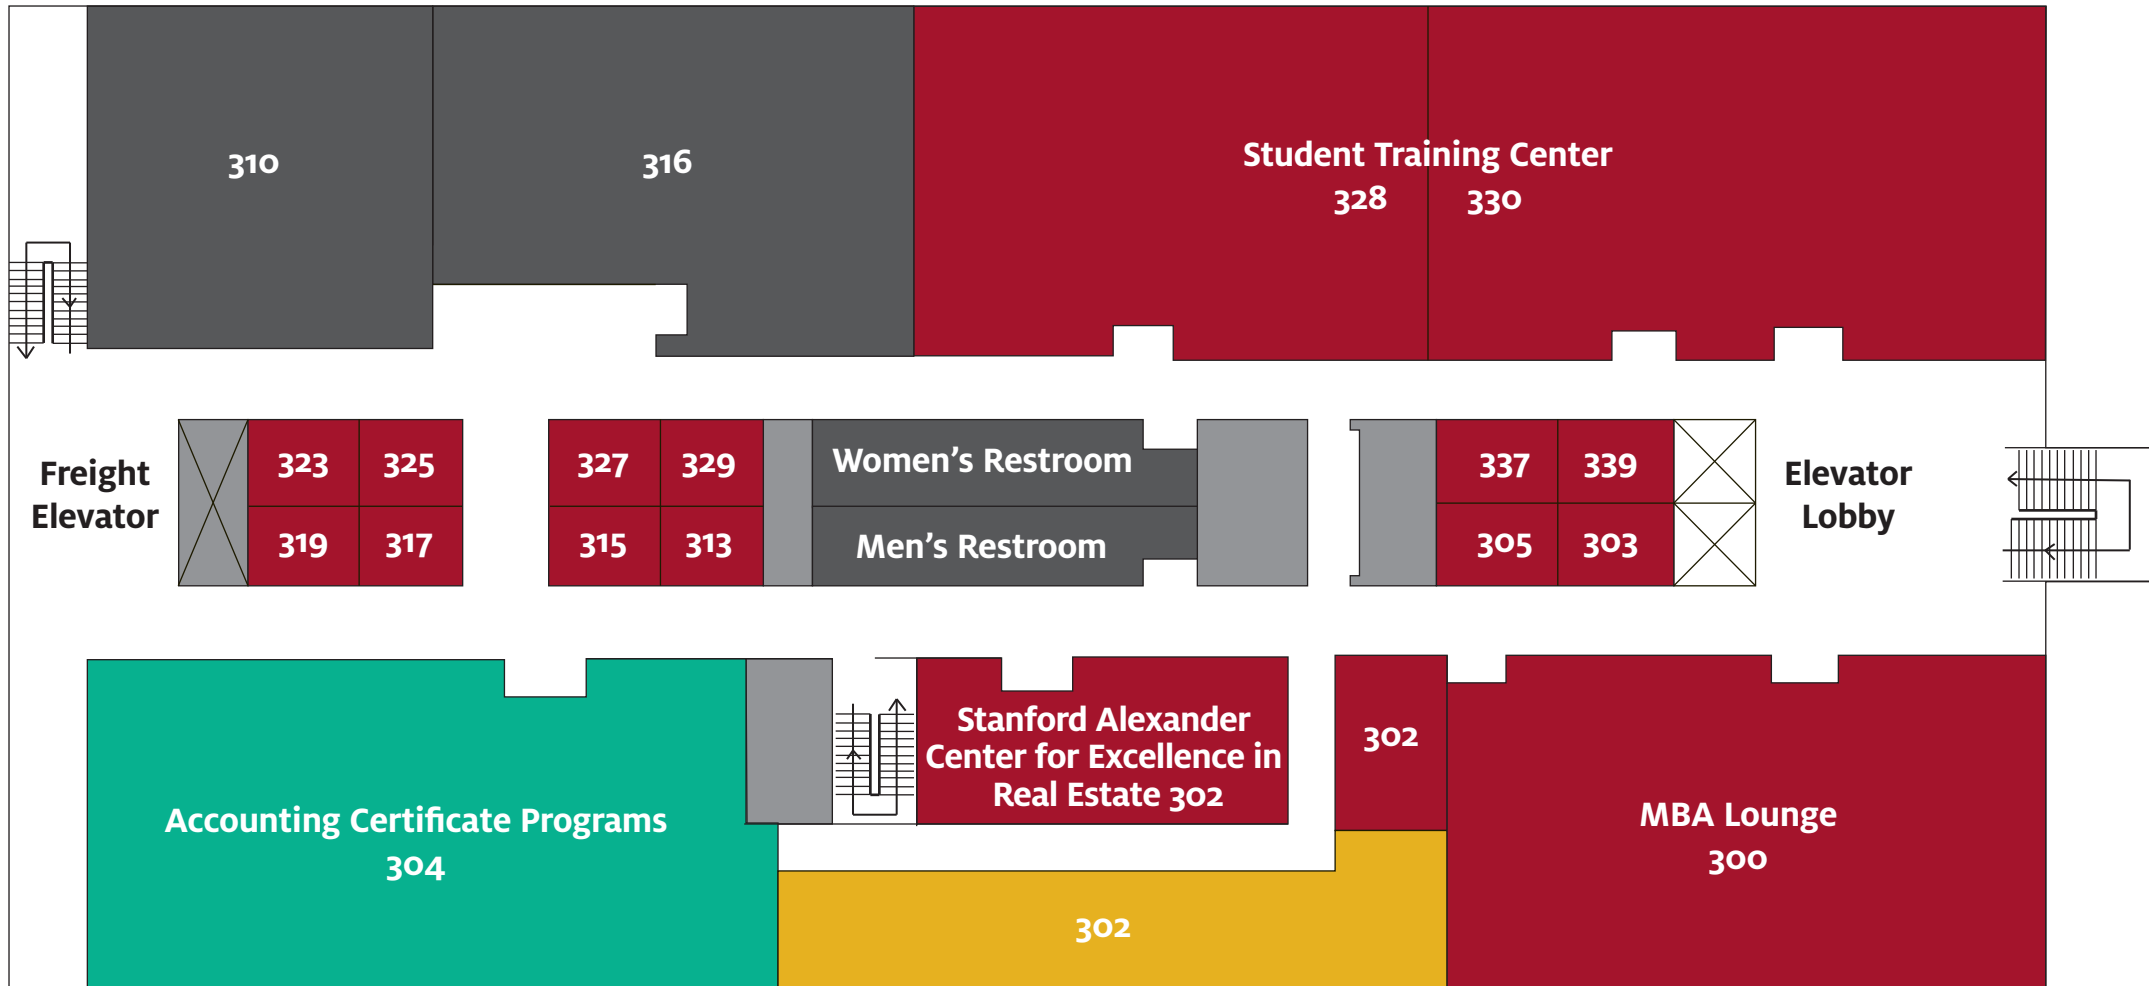 310
316
Student Training Center
328
330
Freight
Elevator
323
325
327
329
Women's Restroom
337
339
Elevator
Lobby
319
317
315
313
Men's Restroom
305
303
Accounting Certificate Programs
304
Stanford Alexander
Center for Excellence in
Real Estate 302
302
302
MBA Lounge
300